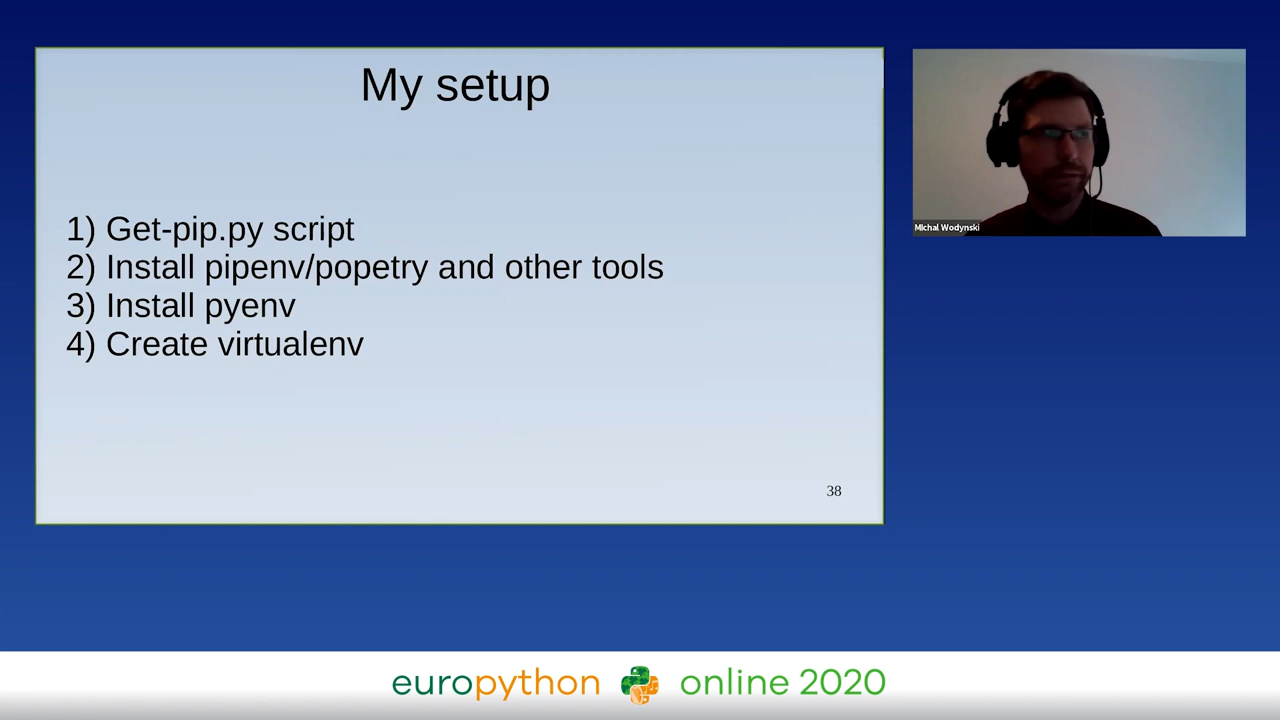 My setup
1) Get-pip.py script
2) Install pipenv/popetry and other tools
3) Install pyenv
4) Create virtualenv
38
Michal Wodynski
europython online 2020